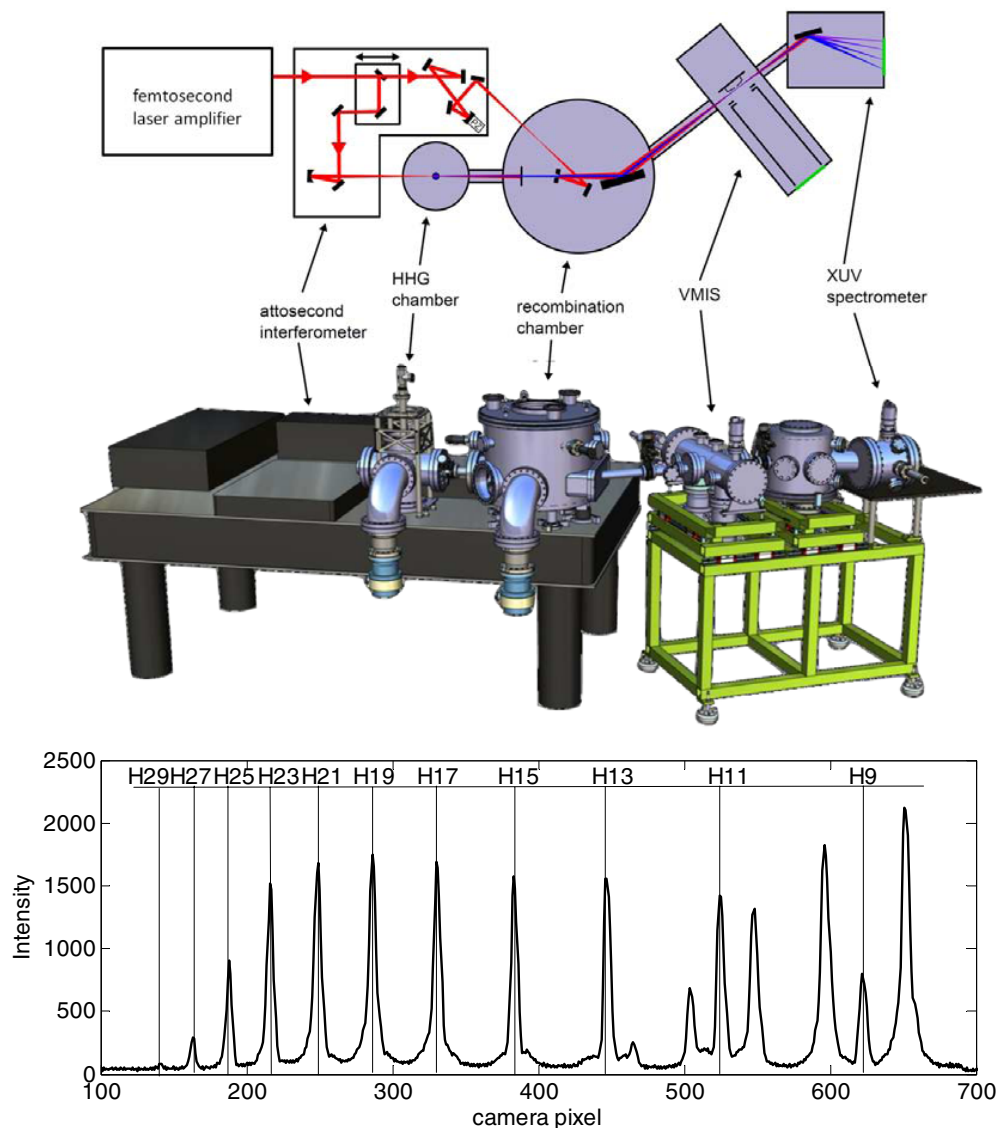 femtosecond
laser amplifier
PZ
attosecond
interferometer
HHG
chamber
recombination
chamber
VMIS
XUV
spectrometer
2500
2000
1500
1000
500
0
Intensity
H29 H27 H25 H23 H21 H19 H17 H15 H13 H11 H9
100 200 300 400 500 600 700
camera pixel